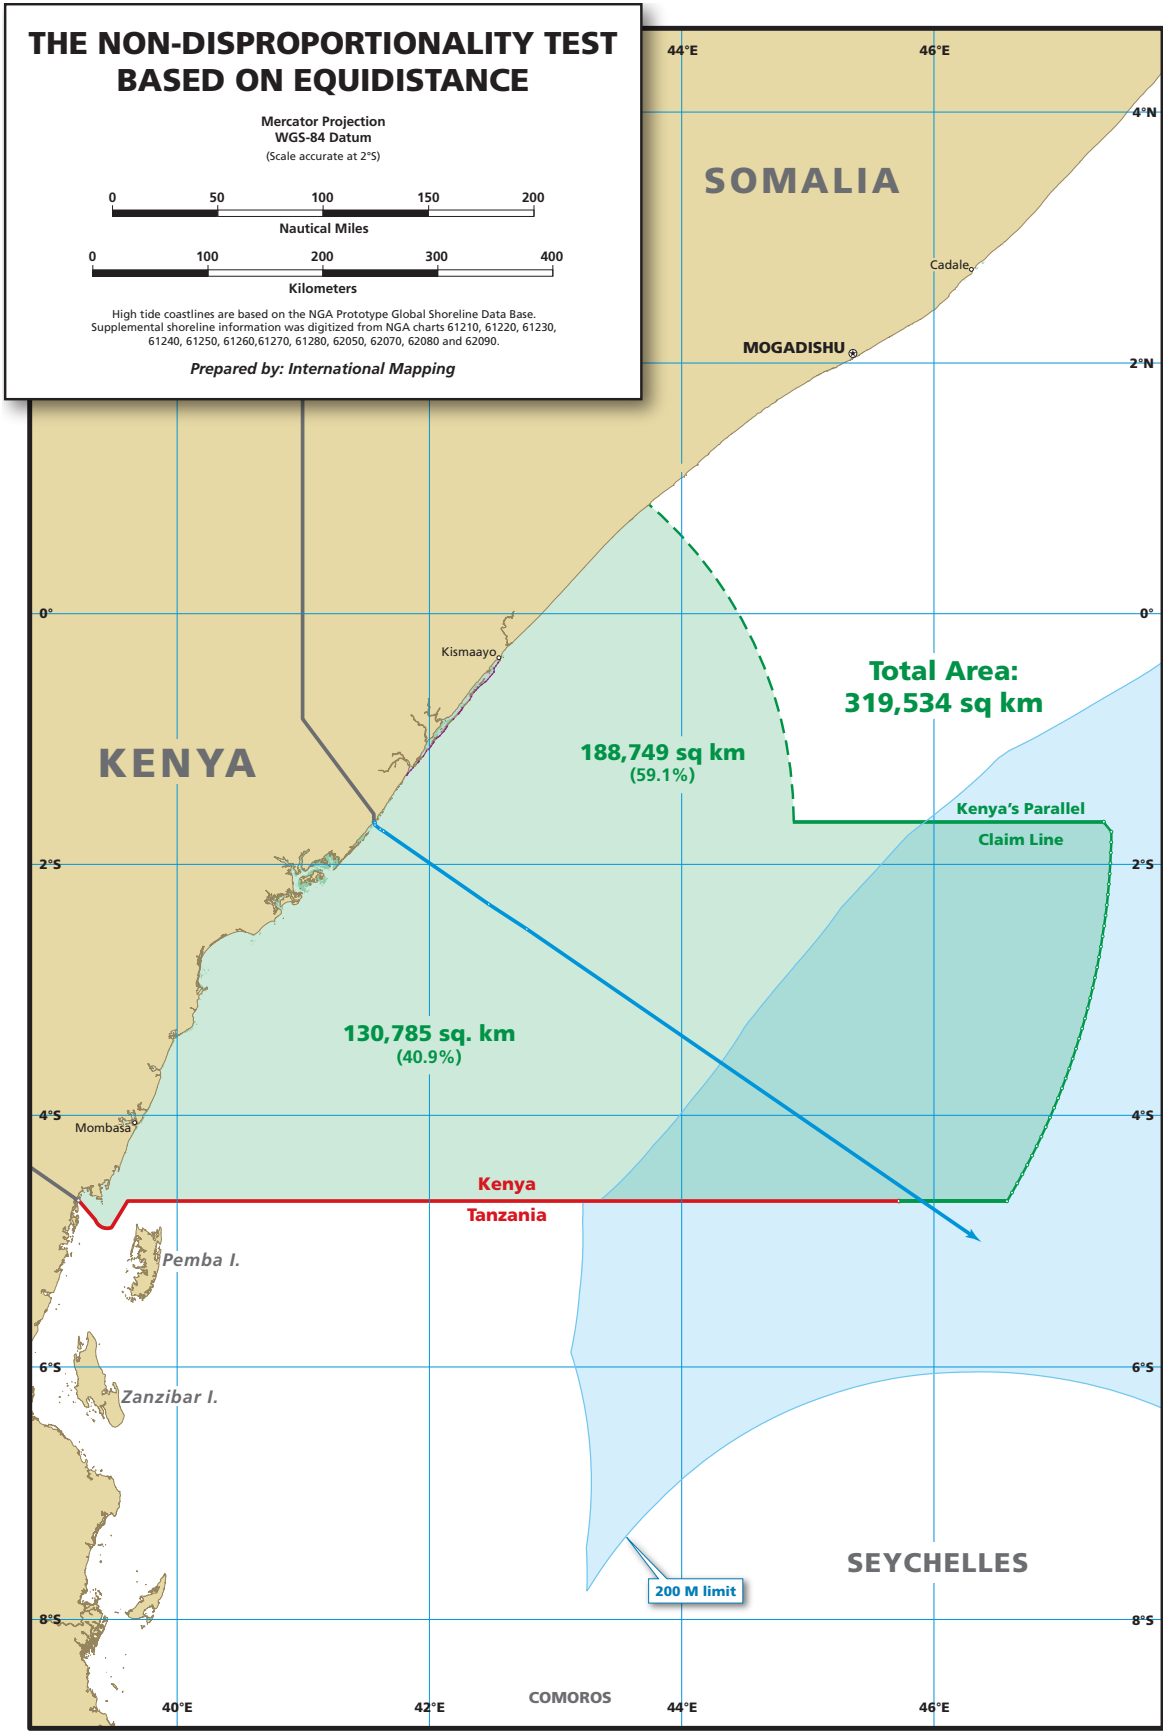 THE NON-DISPROPORTIONALITY TEST
BASED ON EQUIDISTANCE
Mercator Projection
WGS-84 Datum
(Scale accurate at 2°S)
0 50 100 150 200
Nautical Miles
0 100 200 300 400
Kilometers
High tide coastlines are based on the NGA Prototype Global Shoreline Data Base.
Supplemental shoreline information was digitized from NGA charts 61210, 61220, 61230,
61240, 61250, 61260,61270, 61280, 62050, 62070, 62080 and 62090.
Prepared by: International Mapping
44°E 46°E
4°N
SOMALIA
Cadale
MOGADISHU
2°N
0° 0°
Kismaayo
Total Area:
319,534 sq km
KENYA
188,749 sq km
(59.1%)
Kenya's Parallel
Claim Line
2°S 2°S
130,785 sq. km
(40.9%)
4°S 4°S
Mombasa
Kenya
Tanzania
Pemba I.
6°S 6°S
Zanzibar I.
SEYCHELLES
200 M limit
8°S 8°S
COMOROS
40°E 42°E 44°E 46°E